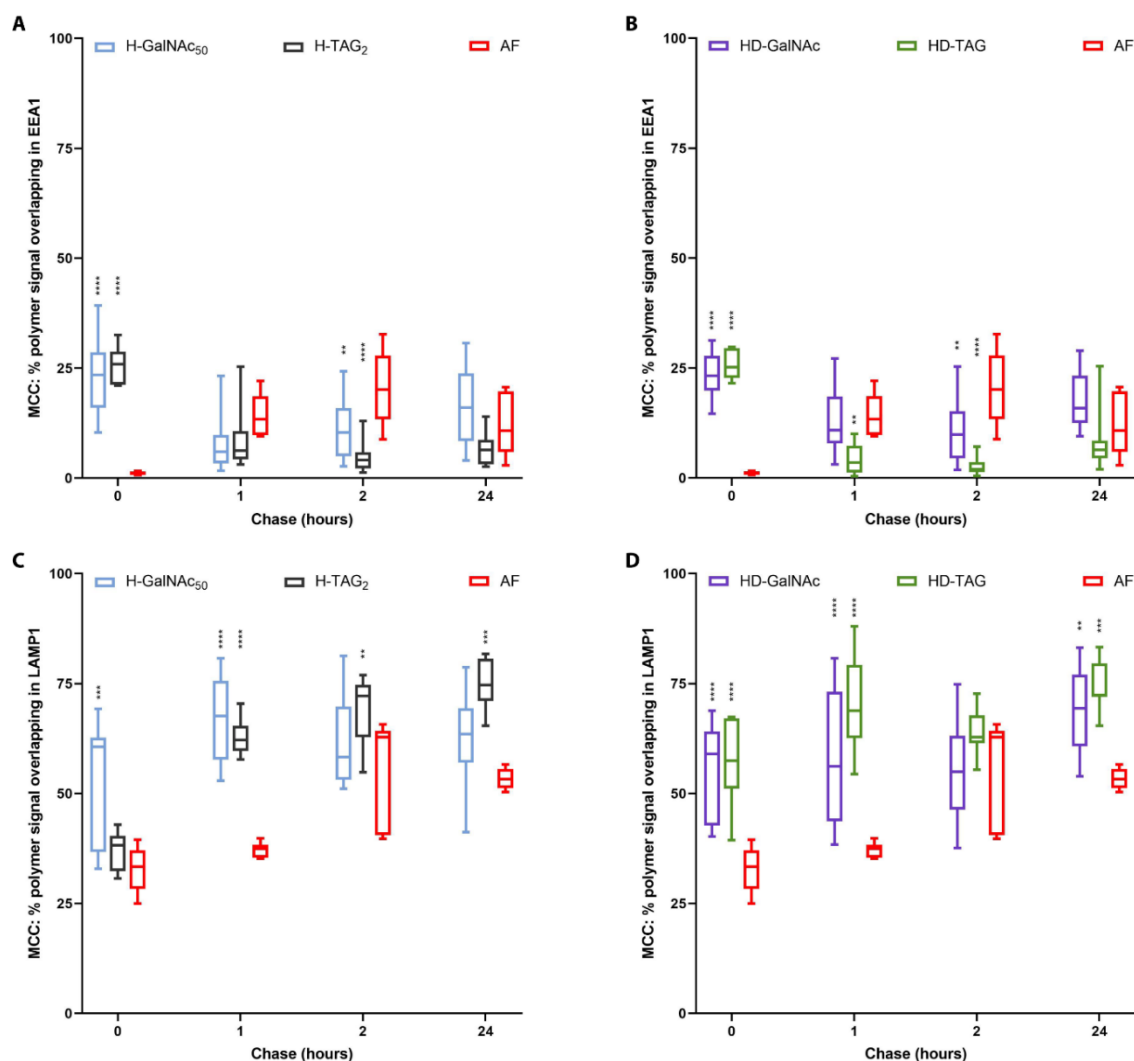 A
H-GalNAc50 H-TAG2 AF
MCC: % polymer signal overlapping in EEA1
100
75
50
25
0
**** ****
** ****
0 1 2 24
Chase (hours)
B
HD-GalNAc HD-TAG AF
MCC: % polymer signal overlapping in EEA1
100
75
50
25
0
**** ****
**
** ****
0 1 2 24
Chase (hours)
C
H-GalNAc50 H-TAG2 AF
MCC: % polymer signal overlapping in LAMP1
100
75
50
25
0
***
**** ****
**
***
0 1 2 24
Chase (hours)
D
HD-GalNAc HD-TAG AF
MCC: % polymer signal overlapping in LAMP1
100
75
50
25
0
**** ****
**** ****
** ***
0 1 2 24
Chase (hours)